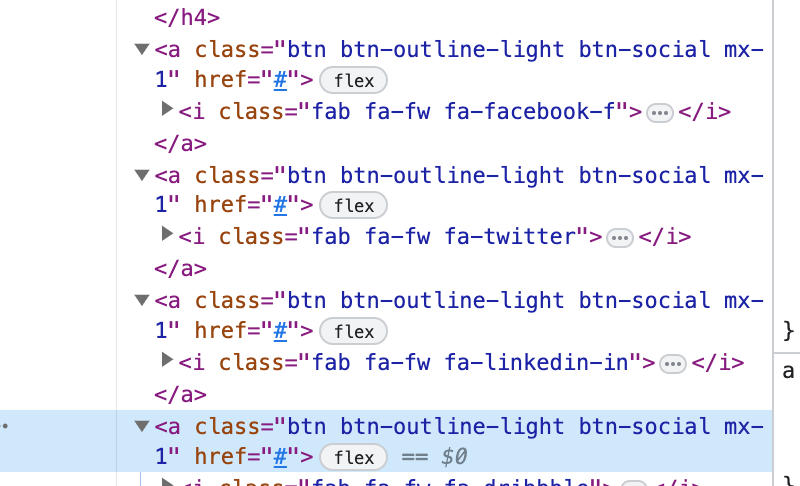 </h4>
<a class="btn btn-outline-light btn-social mx-
1" href="#"> flex
<i class="fab fa-fw fa-facebook-f">…</i>
</a>
<a class="btn btn-outline-light btn-social mx-
1" href="#"> flex
<i class="fab fa-fw fa-twitter">…</i>
</a>
<a class="btn btn-outline-light btn-social mx-
1" href="#"> flex
<i class="fab fa-fw fa-linkedin-in">…</i>
</a>
<a class="btn btn-outline-light btn-social mx-
1" href="#"> flex == $0
<i class="fab fa-fw fa-dribbble">…</i>
}
a
}